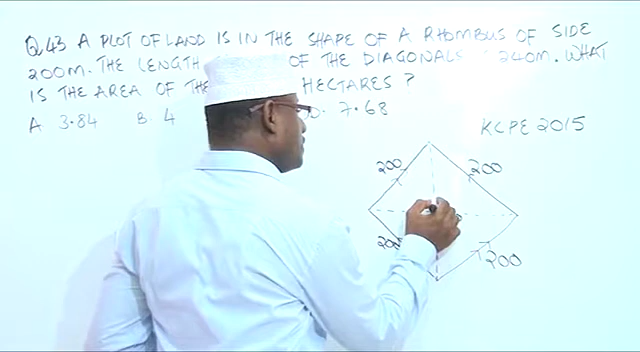 Q.43 A PLOT OF LAND IS IN THE SHAPE OF A RHOMBUS OF SIDE
200M. THE LENGTH OF THE DIAGONALS 240M. WHAT
IS THE AREA OF THE HECTARES ?
A. 3.84 B. 4 D. 7.68
KCPE 2015
200 200
200 200